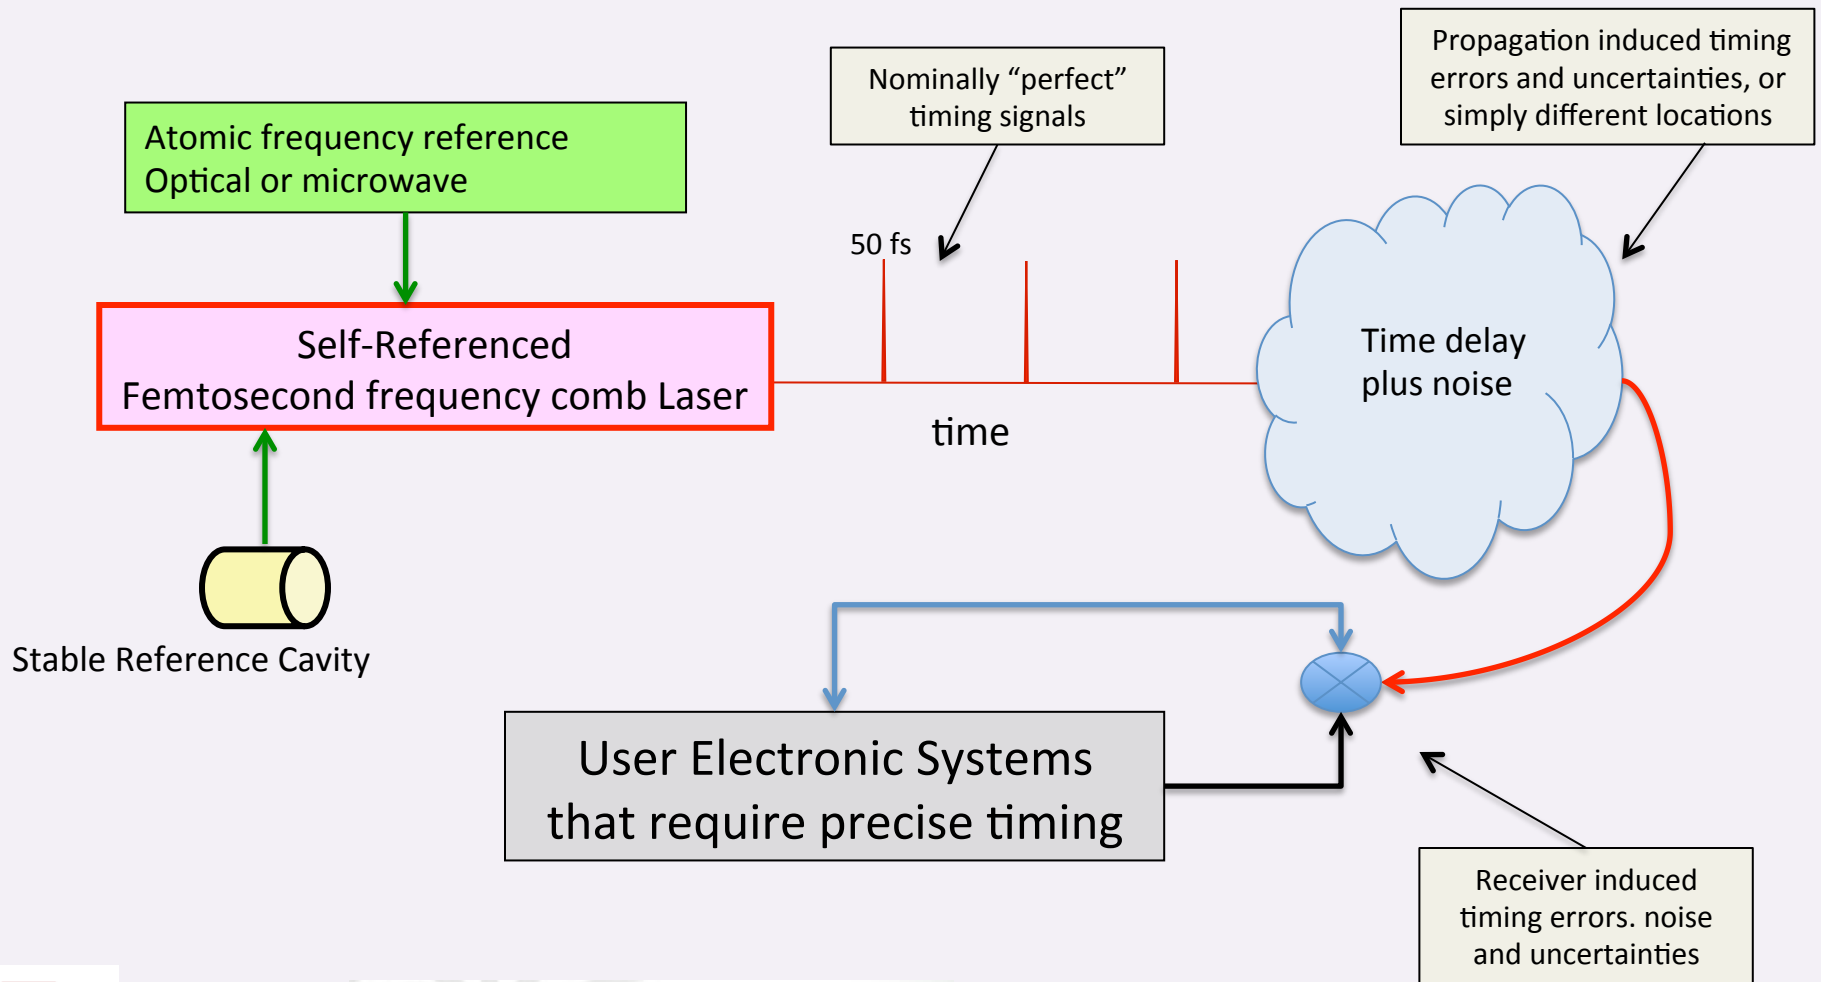 Nominally “perfect”
timing signals
Propagation induced timing
errors and uncertainties, or
simply different locations
Atomic frequency reference
Optical or microwave
50 fs
Self-Referenced
Femtosecond frequency comb Laser
Time delay
plus noise
time
Stable Reference Cavity
User Electronic Systems
that require precise timing
Receiver induced
timing errors. noise
and uncertainties